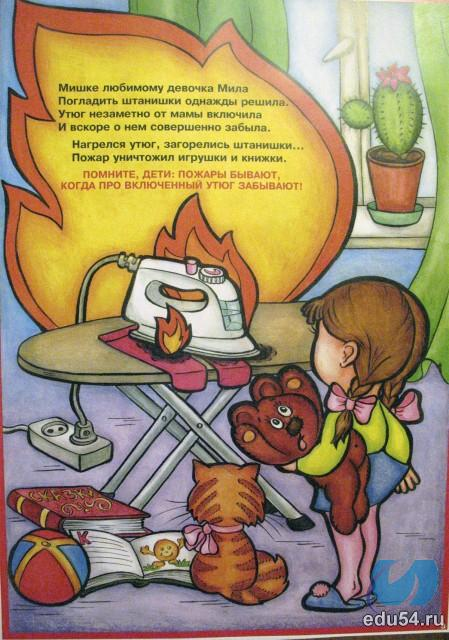 Мишке любимому девочка Мила
Погладить штанишки однажды решила.
Утюг незаметно от мамы включила
И вскоре о нем совершенно забыла.
Нагрелся утюг, загорелись штанишки...
Пожар уничтожил игрушки и книжки.
ПОМНИТЕ, ДЕТИ: ПОЖАРЫ БЫВАЮТ,
КОГДА ПРО ВКЛЮЧЕННЫЙ УТЮГ ЗАБЫВАЮТ!
СКАЗКИ
К
edu54.ru